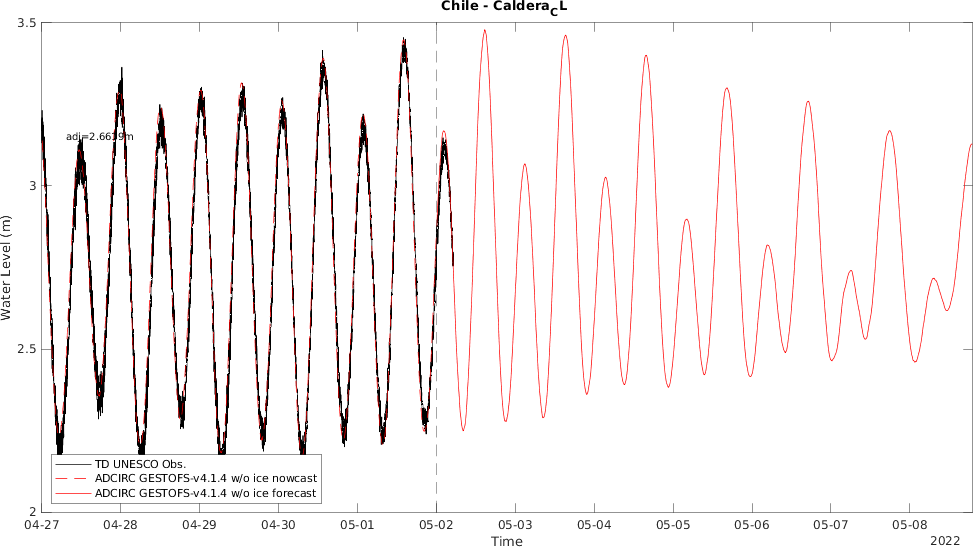 Chile - Caldera_CL
3.5
adj=2.6619m
3
Water Level (m)
2.5
TD UNESCO Obs.
ADCIRC GESTOFS-v4.1.4 w/o ice nowcast
ADCIRC GESTOFS-v4.1.4 w/o ice forecast
2
04-27 04-28 04-29 04-30 05-01 05-02 05-03 05-04 05-05 05-06 05-07 05-08
Time
2022